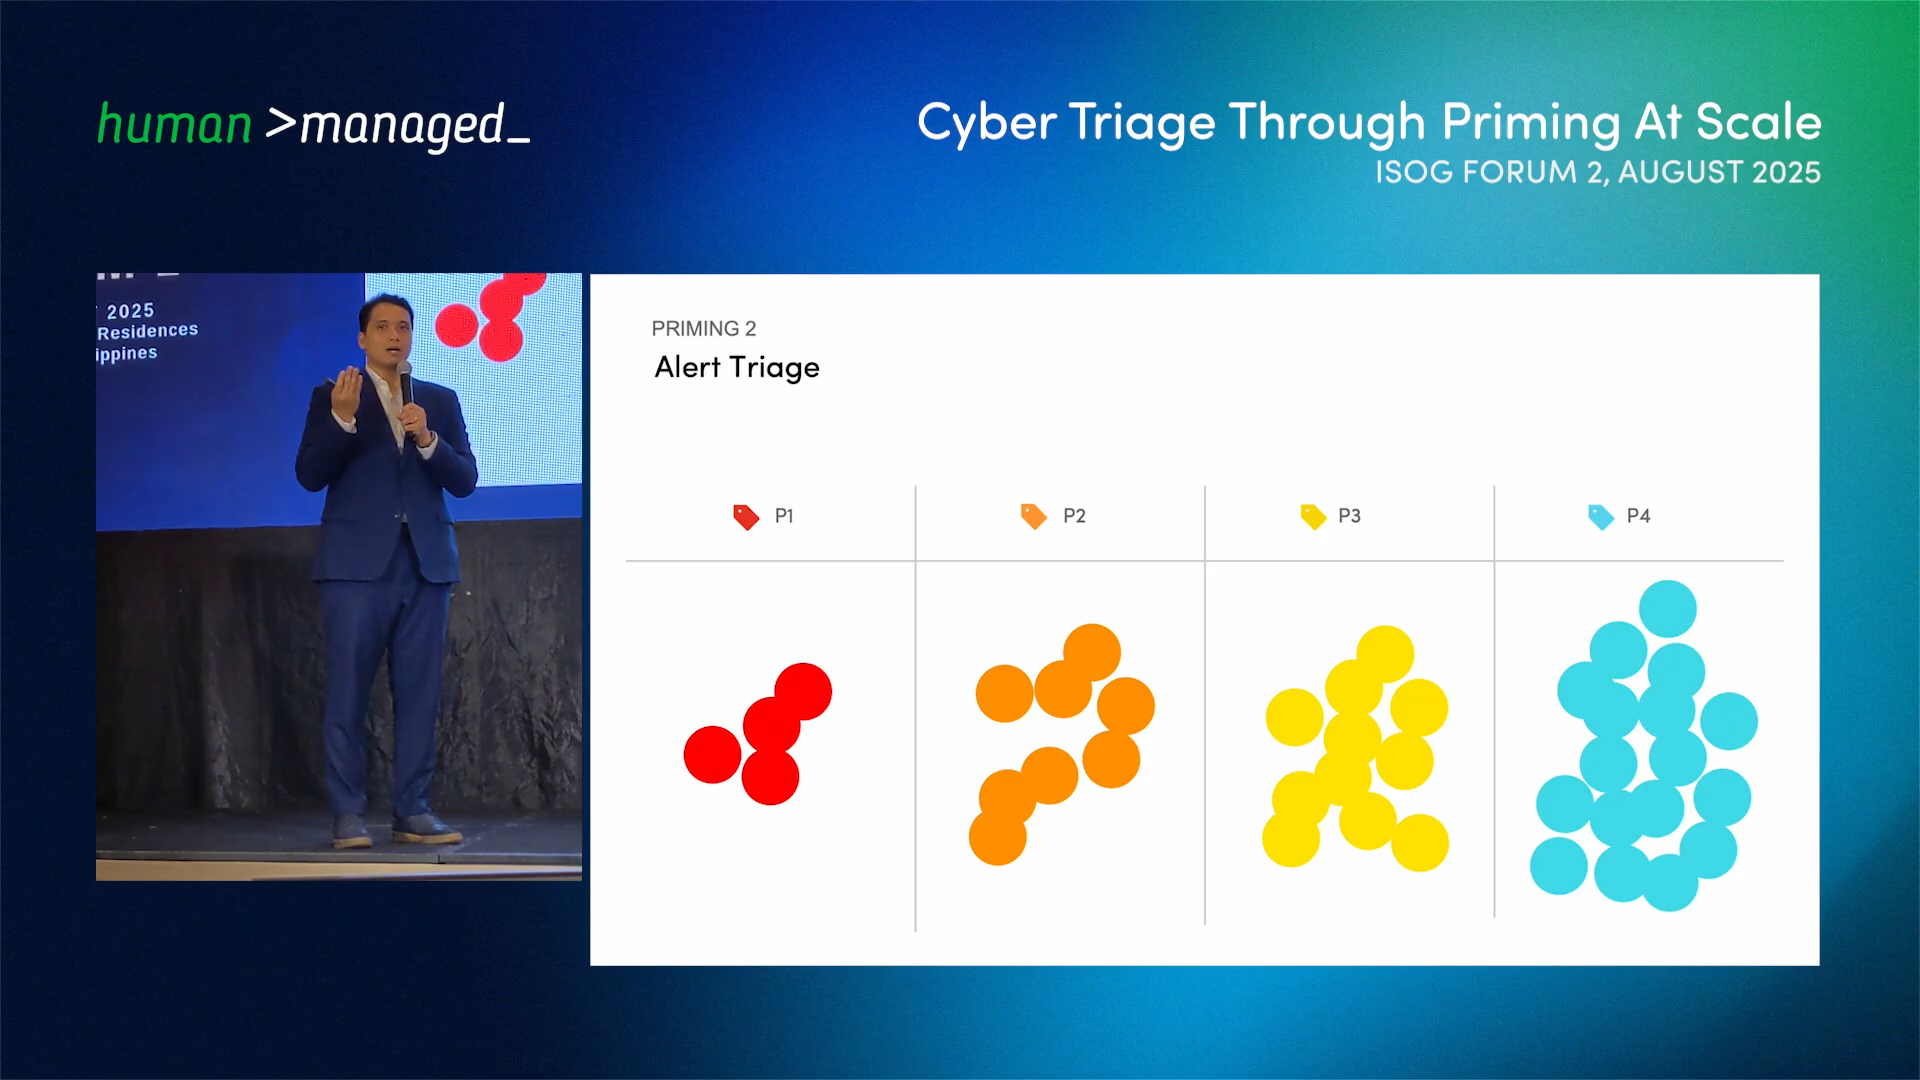 human >managed_
Cyber Triage Through Priming At Scale
ISOG FORUM 2, AUGUST 2025
2025
Residences
ippines
PRIMING 2
Alert Triage
P1
P2
P3
P4